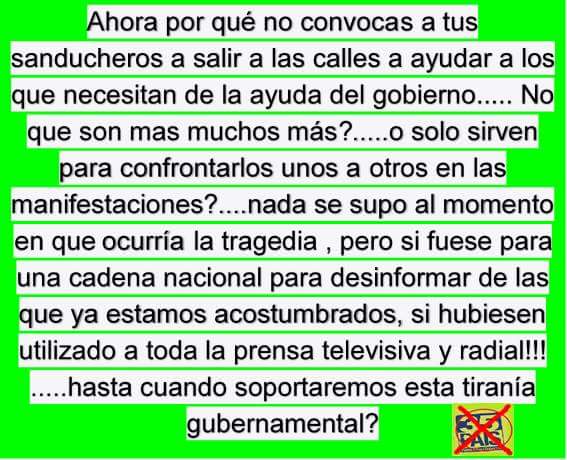 Ahora por qué no convocas a tus
sanducheros a salir a las calles a ayudar a los
que necesitan de la ayuda del gobierno..... No
que son mas muchos más?.....o solo sirven
para confrontarlos unos a otros en las
manifestaciones?....nada se supo al momento
en que ocurría la tragedia , pero si fuese para
una cadena nacional para desinformar de las
que ya estamos acostumbrados, si hubiesen
utilizado a toda la prensa televisiva y radial!!!
.....hasta cuando soportaremos esta tiranía
gubernamental?
35
PAIS